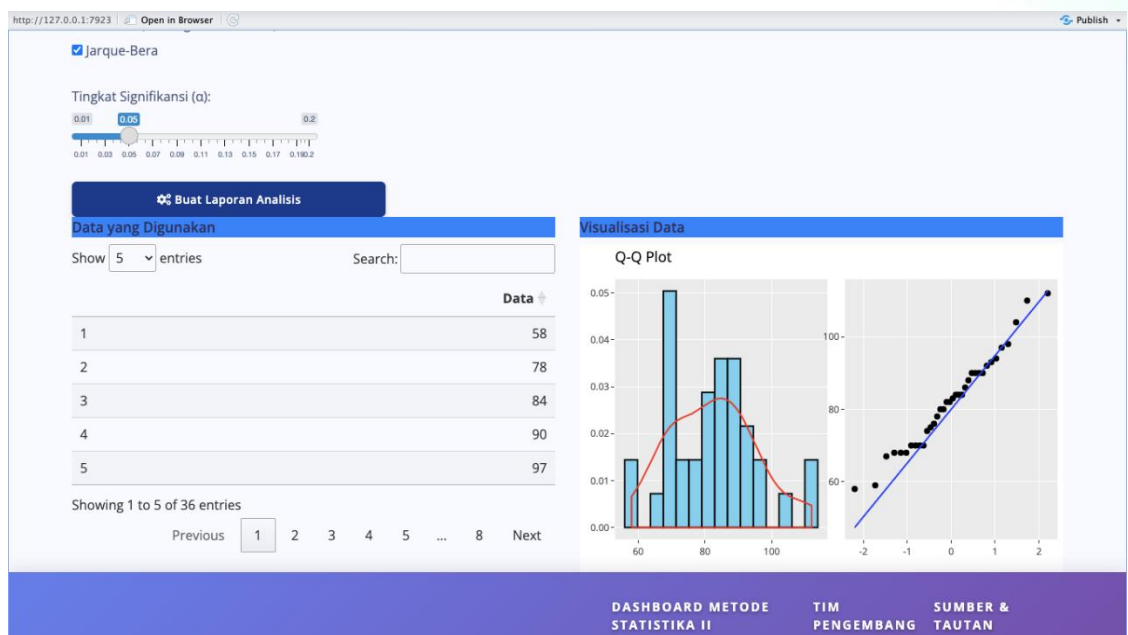 http://127.0.0.1:7923 Open in Browser Publish
Jarque-Bera
Tingkat Signifikansi (α):
0.01 0.05 0.2
0.01 0.03 0.05 0.07 0.09 0.11 0.13 0.15 0.17 0.190.2
Buat Laporan Analisis
Data yang Digunakan
Show 5 entries Search:
Data
1 58
2 78
3 84
4 90
5 97
Showing 1 to 5 of 36 entries
Previous 1 2 3 4 5 ... 8 Next
Visualisasi Data
Q-Q Plot
0.05
0.04
0.03
0.02
0.01
0.00
60 80 100
100
80
60
-2 -1 0 1 2
DASHBOARD METODE
STATISTIKA II
TIM
PENGEMBANG
SUMBER &
TAUTAN